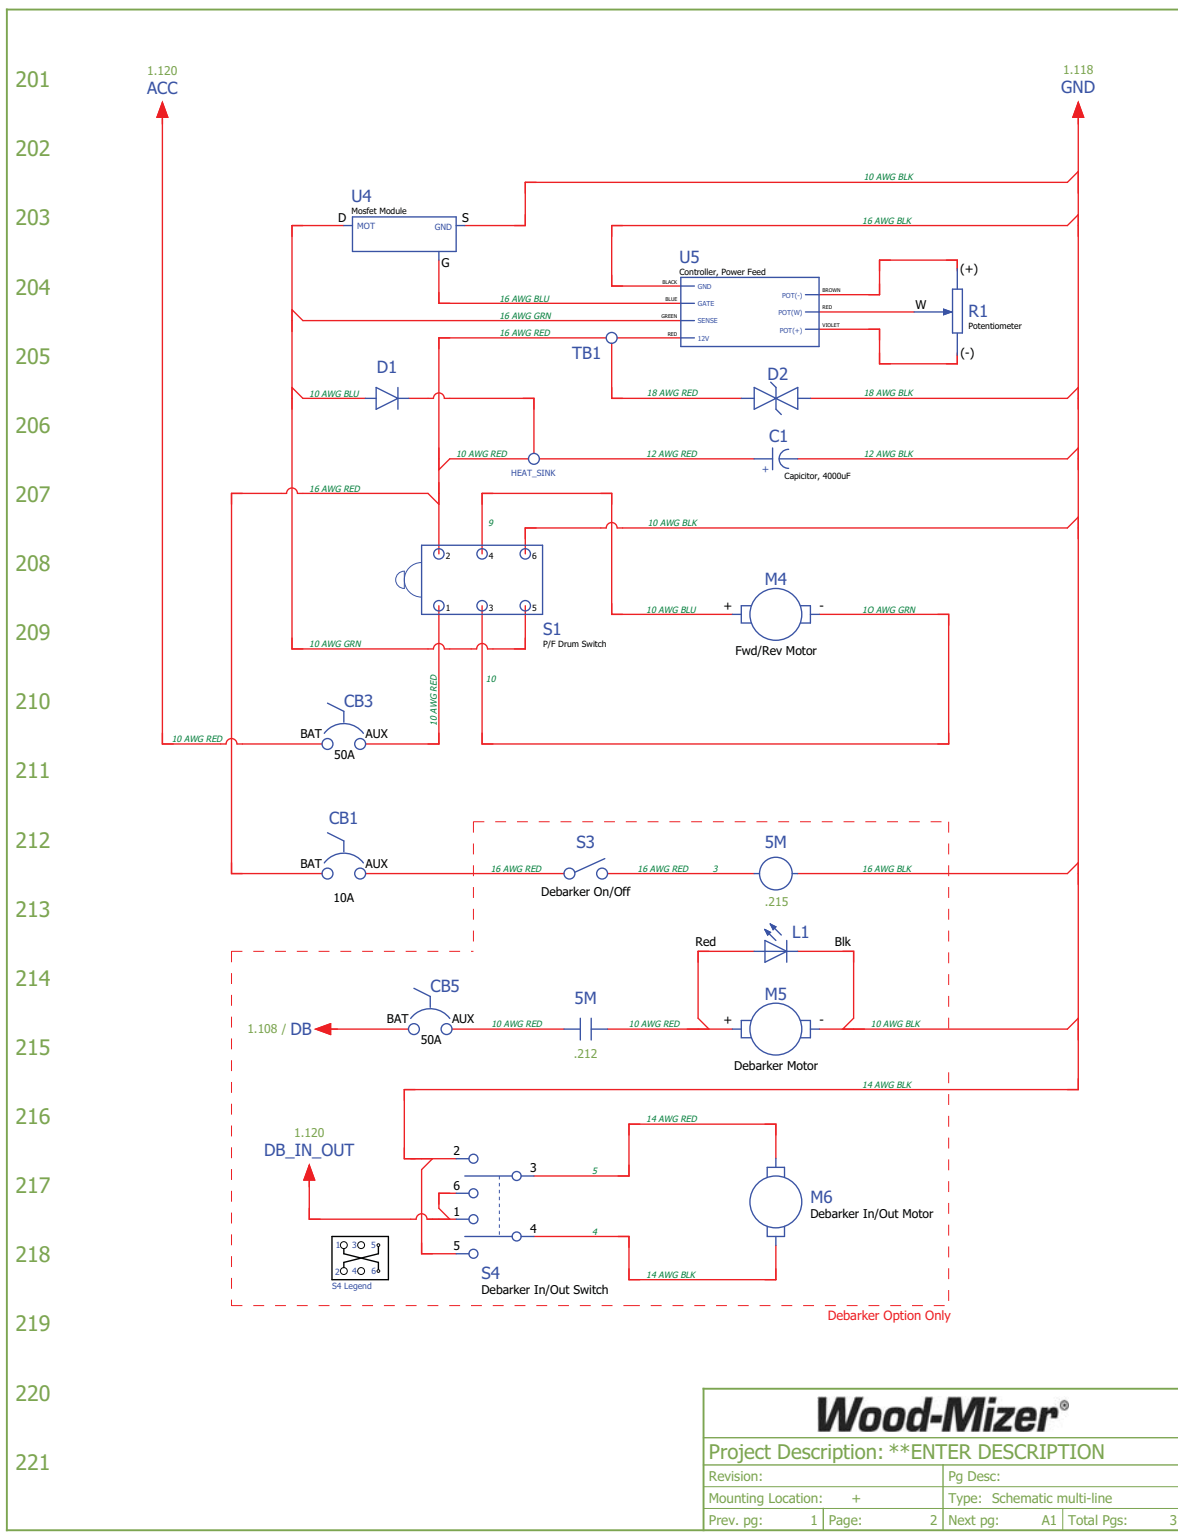 201
1.120
ACC
1.118
GND
202
10 AWG BLK
203
U4
Mosfet Module
D
MOT
GND
S
G
16 AWG BLK
204
U5
Controller, Power Feed
BLACK
GND
BLUE
GATE
GREEN
SENSE
RED
12V
POT(-)
BROWN
POT(W)
RED
POT(+)
VIOLET
(+)
W
R1
Potentiometer
(-)
16 AWG BLU
16 AWG GRN
16 AWG RED
205
TB1
D1
D2
10 AWG BLU
18 AWG RED
18 AWG BLK
206
C1
10 AWG RED
HEAT_SINK
12 AWG RED
+
12 AWG BLK
Capicitor, 4000uF
207
16 AWG RED
9
10 AWG BLK
208
2
4
6
M4
1
3
5
10 AWG BLU
+
-
10 AWG GRN
209
S1
P/F Drum Switch
Fwd/Rev Motor
10 AWG GRN
10 AWG RED
10
210
CB3
10 AWG RED
BAT
AUX
50A
211
212
CB1
S3
5M
BAT
AUX
16 AWG RED
16 AWG RED
3
16 AWG BLK
10A
Debarker On/Off
.215
213
Red
L1
Blk
214
CB5
5M
M5
1.108 / DB
BAT
AUX
50A
10 AWG RED
10 AWG RED
+
-
10 AWG BLK
215
.212
Debarker Motor
14 AWG BLK
216
1.120
DB_IN_OUT
14 AWG RED
2
3
5
217
6
1
M6
Debarker In/Out Motor
4
4
218
5
1 3 5
2 4 6
S4 Legend
S4
Debarker In/Out Switch
14 AWG BLK
219
Debarker Option Only
220
Wood-Mizer®
221
Project Description: **ENTER DESCRIPTION
Revision:
Pg Desc:
Mounting Location: +
Type: Schematic multi-line
Prev. pg: 1
Page: 2
Next pg: A1
Total Pgs: 3